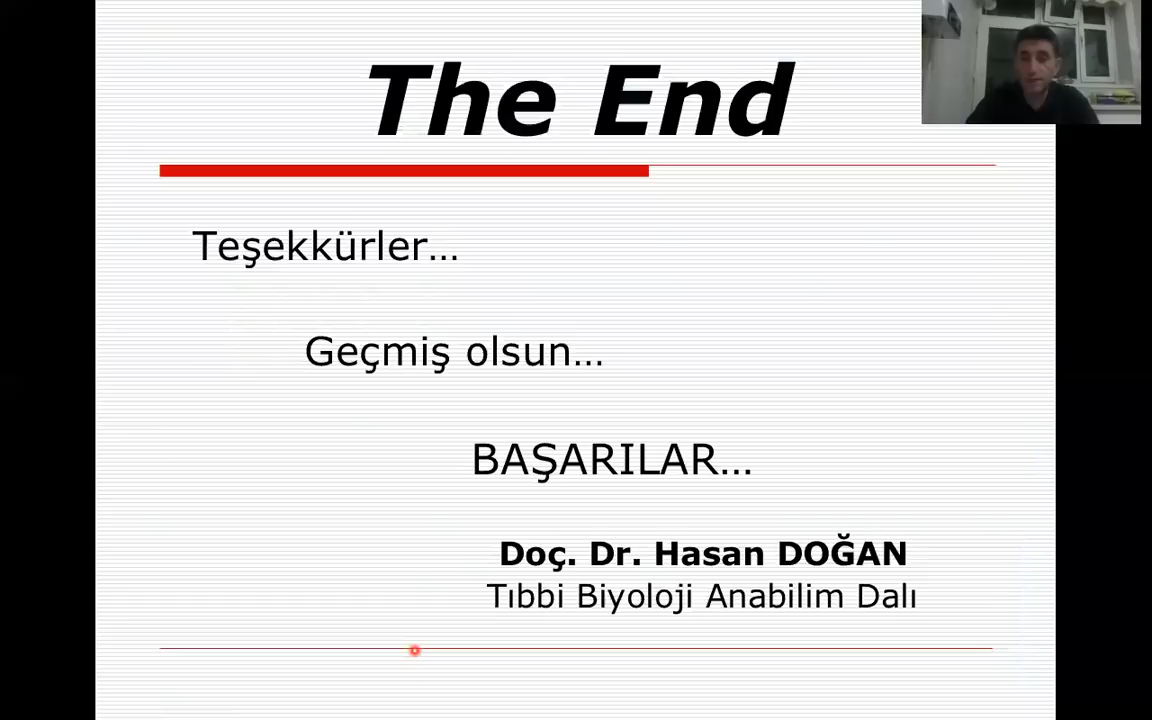 The End
Teşekkürler…
Geçmiş olsun…
BAŞARILAR…
Doç. Dr. Hasan DOĞAN
Tıbbi Biyoloji Anabilim Dalı